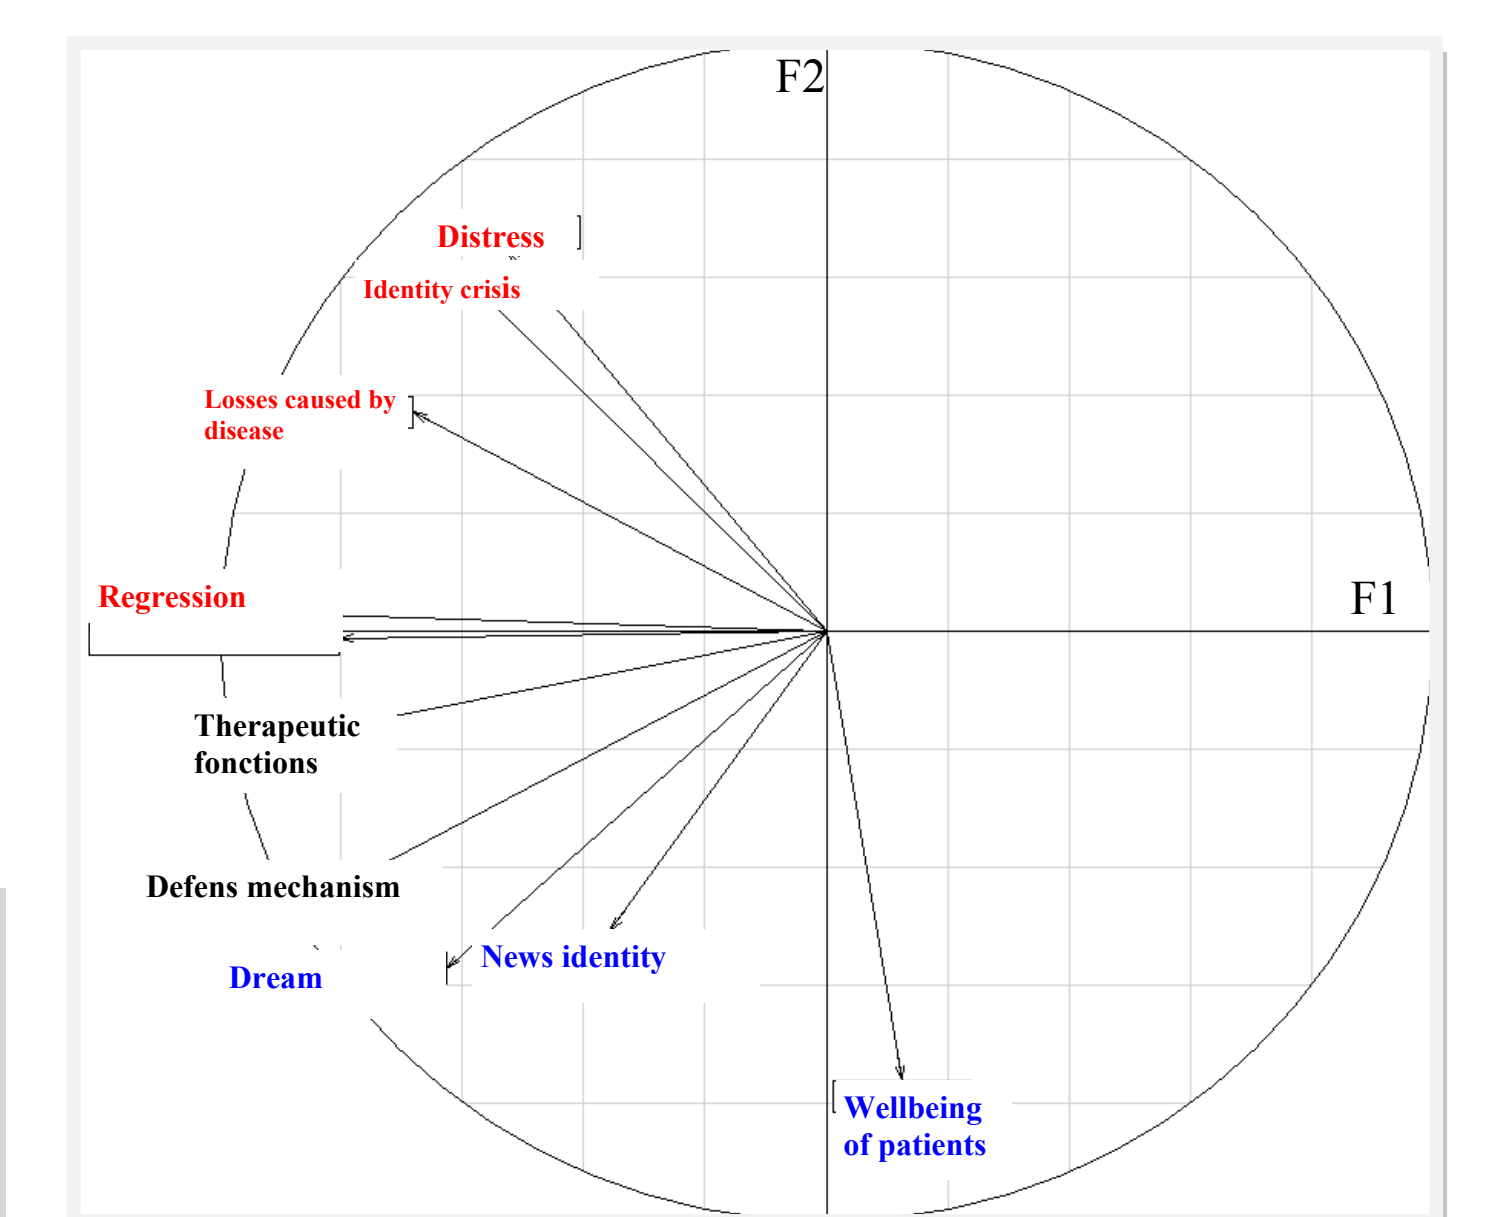 F2
Distress
Identity crisis
Losses caused by
disease
Regression
F1
Therapeutic
fonctions
Defens mechanism
News identity
Dream
Wellbeing
of patients